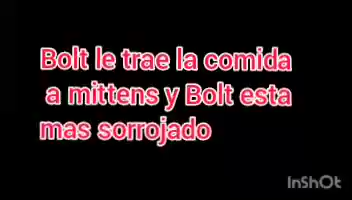 Bolt le trae la comida
a mittens y Bolt esta
mas sorrojado
InShOt